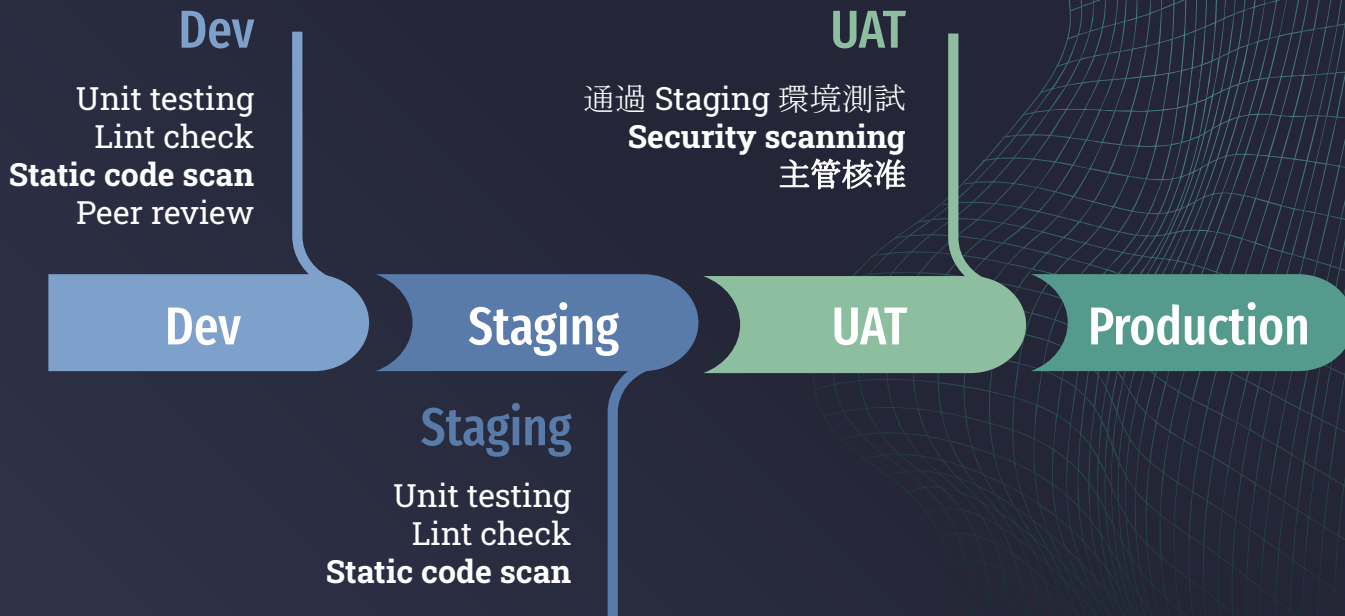 Dev
Unit testing
Lint check
Static code scan
Peer review
UAT
通過 Staging 環境測試
Security scanning
主管核准
Dev
Staging
UAT
Production
Staging
Unit testing
Lint check
Static code scan